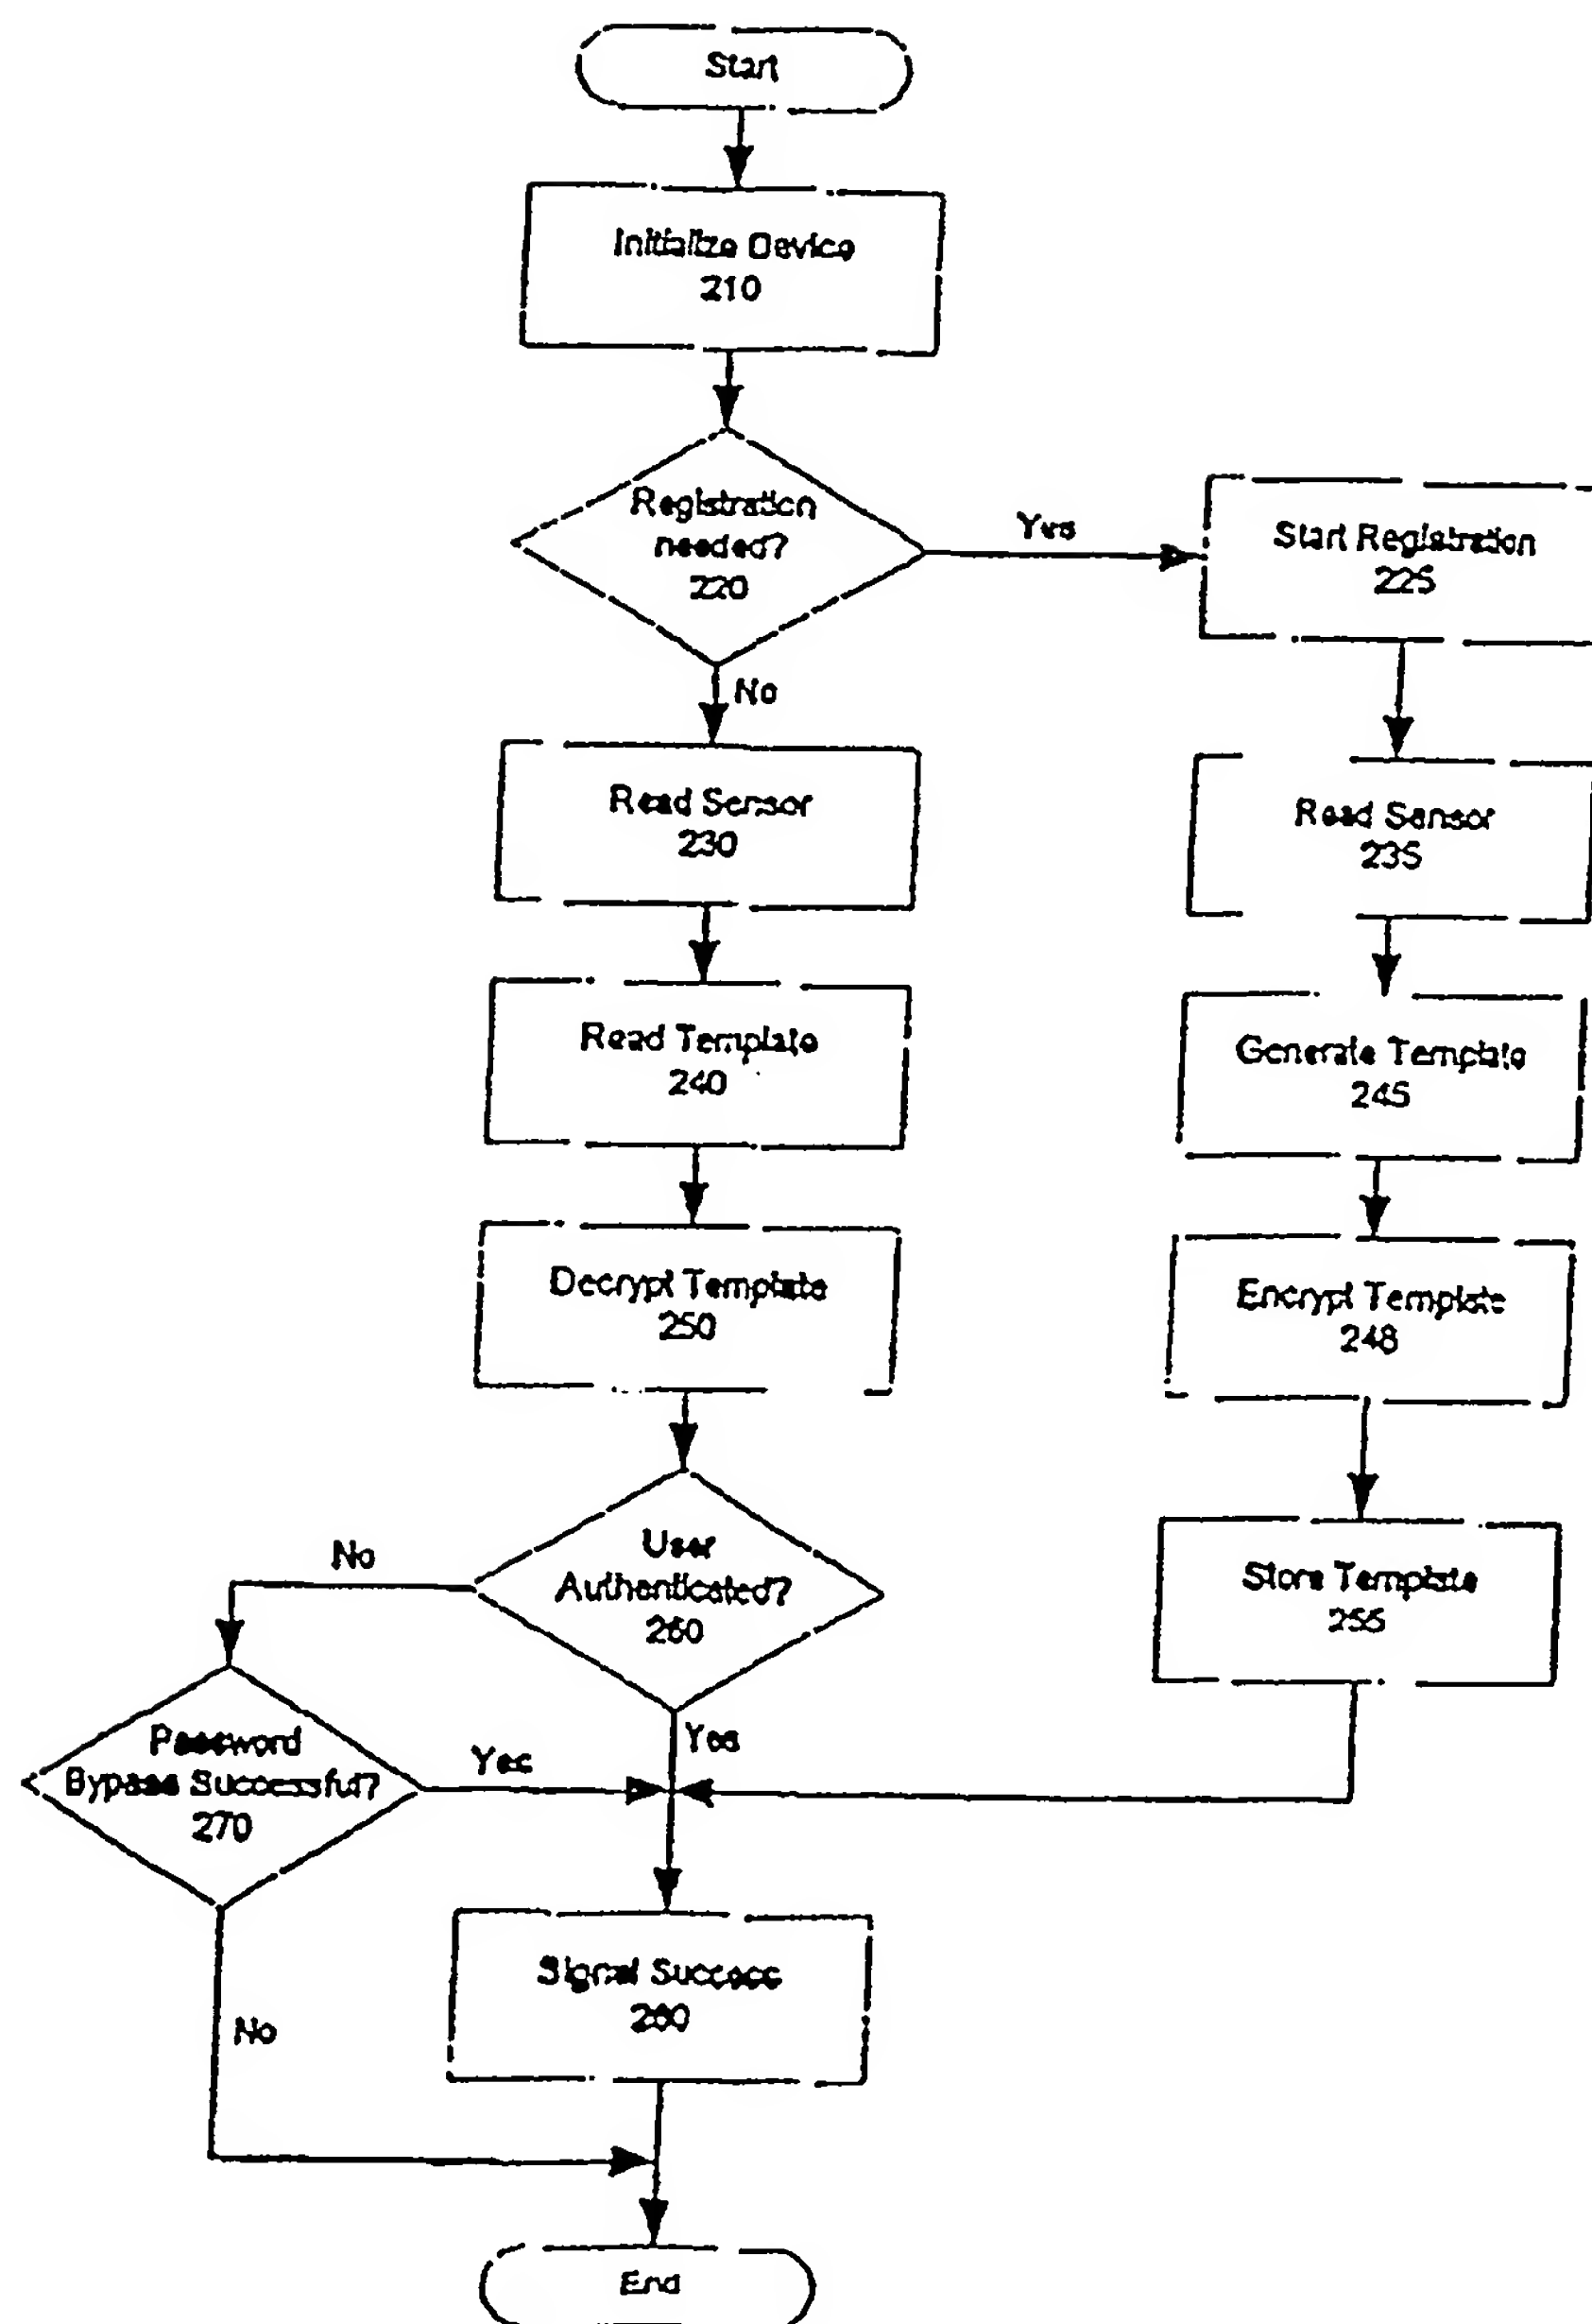 Start
Initialize Device
210
Registration
needed?
220
Yes
Start Registration
225
No
Read Sensor
230
Read Sensor
235
Read Template
240
Generate Template
245
Decrypt Template
250
Encrypt Template
248
User
Authenticated?
260
No
Store Template
255
Password
Bypass Successful?
270
Yes
Yes
Signal Success
No
End